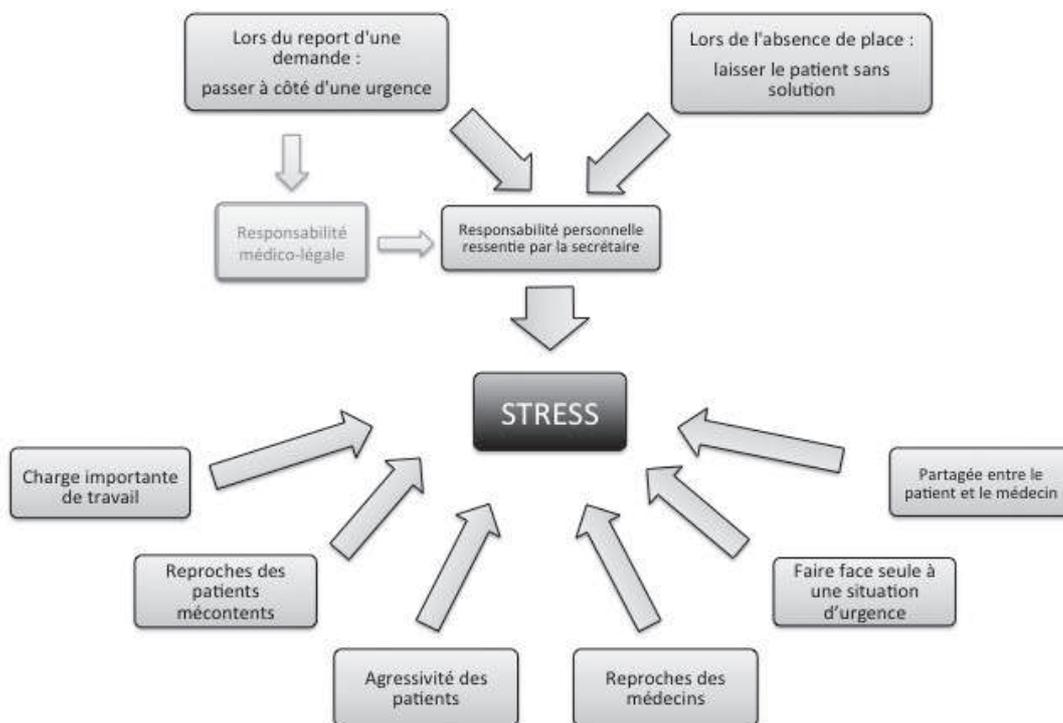 Lors du report d'une
demande :
passer à côté d'une urgence
Lors de l'absence de place :
laisser le patient sans
solution
Responsabilité
médico-légale
Responsabilité personnelle
ressentie par la secrétaire
STRESS
Charge importante
de travail
Partagée entre le
patient et le médecin
Reproches des
patients
mécontents
Faire face seule à
une situation
d'urgence
Agressivité des
patients
Reproches des
médecins